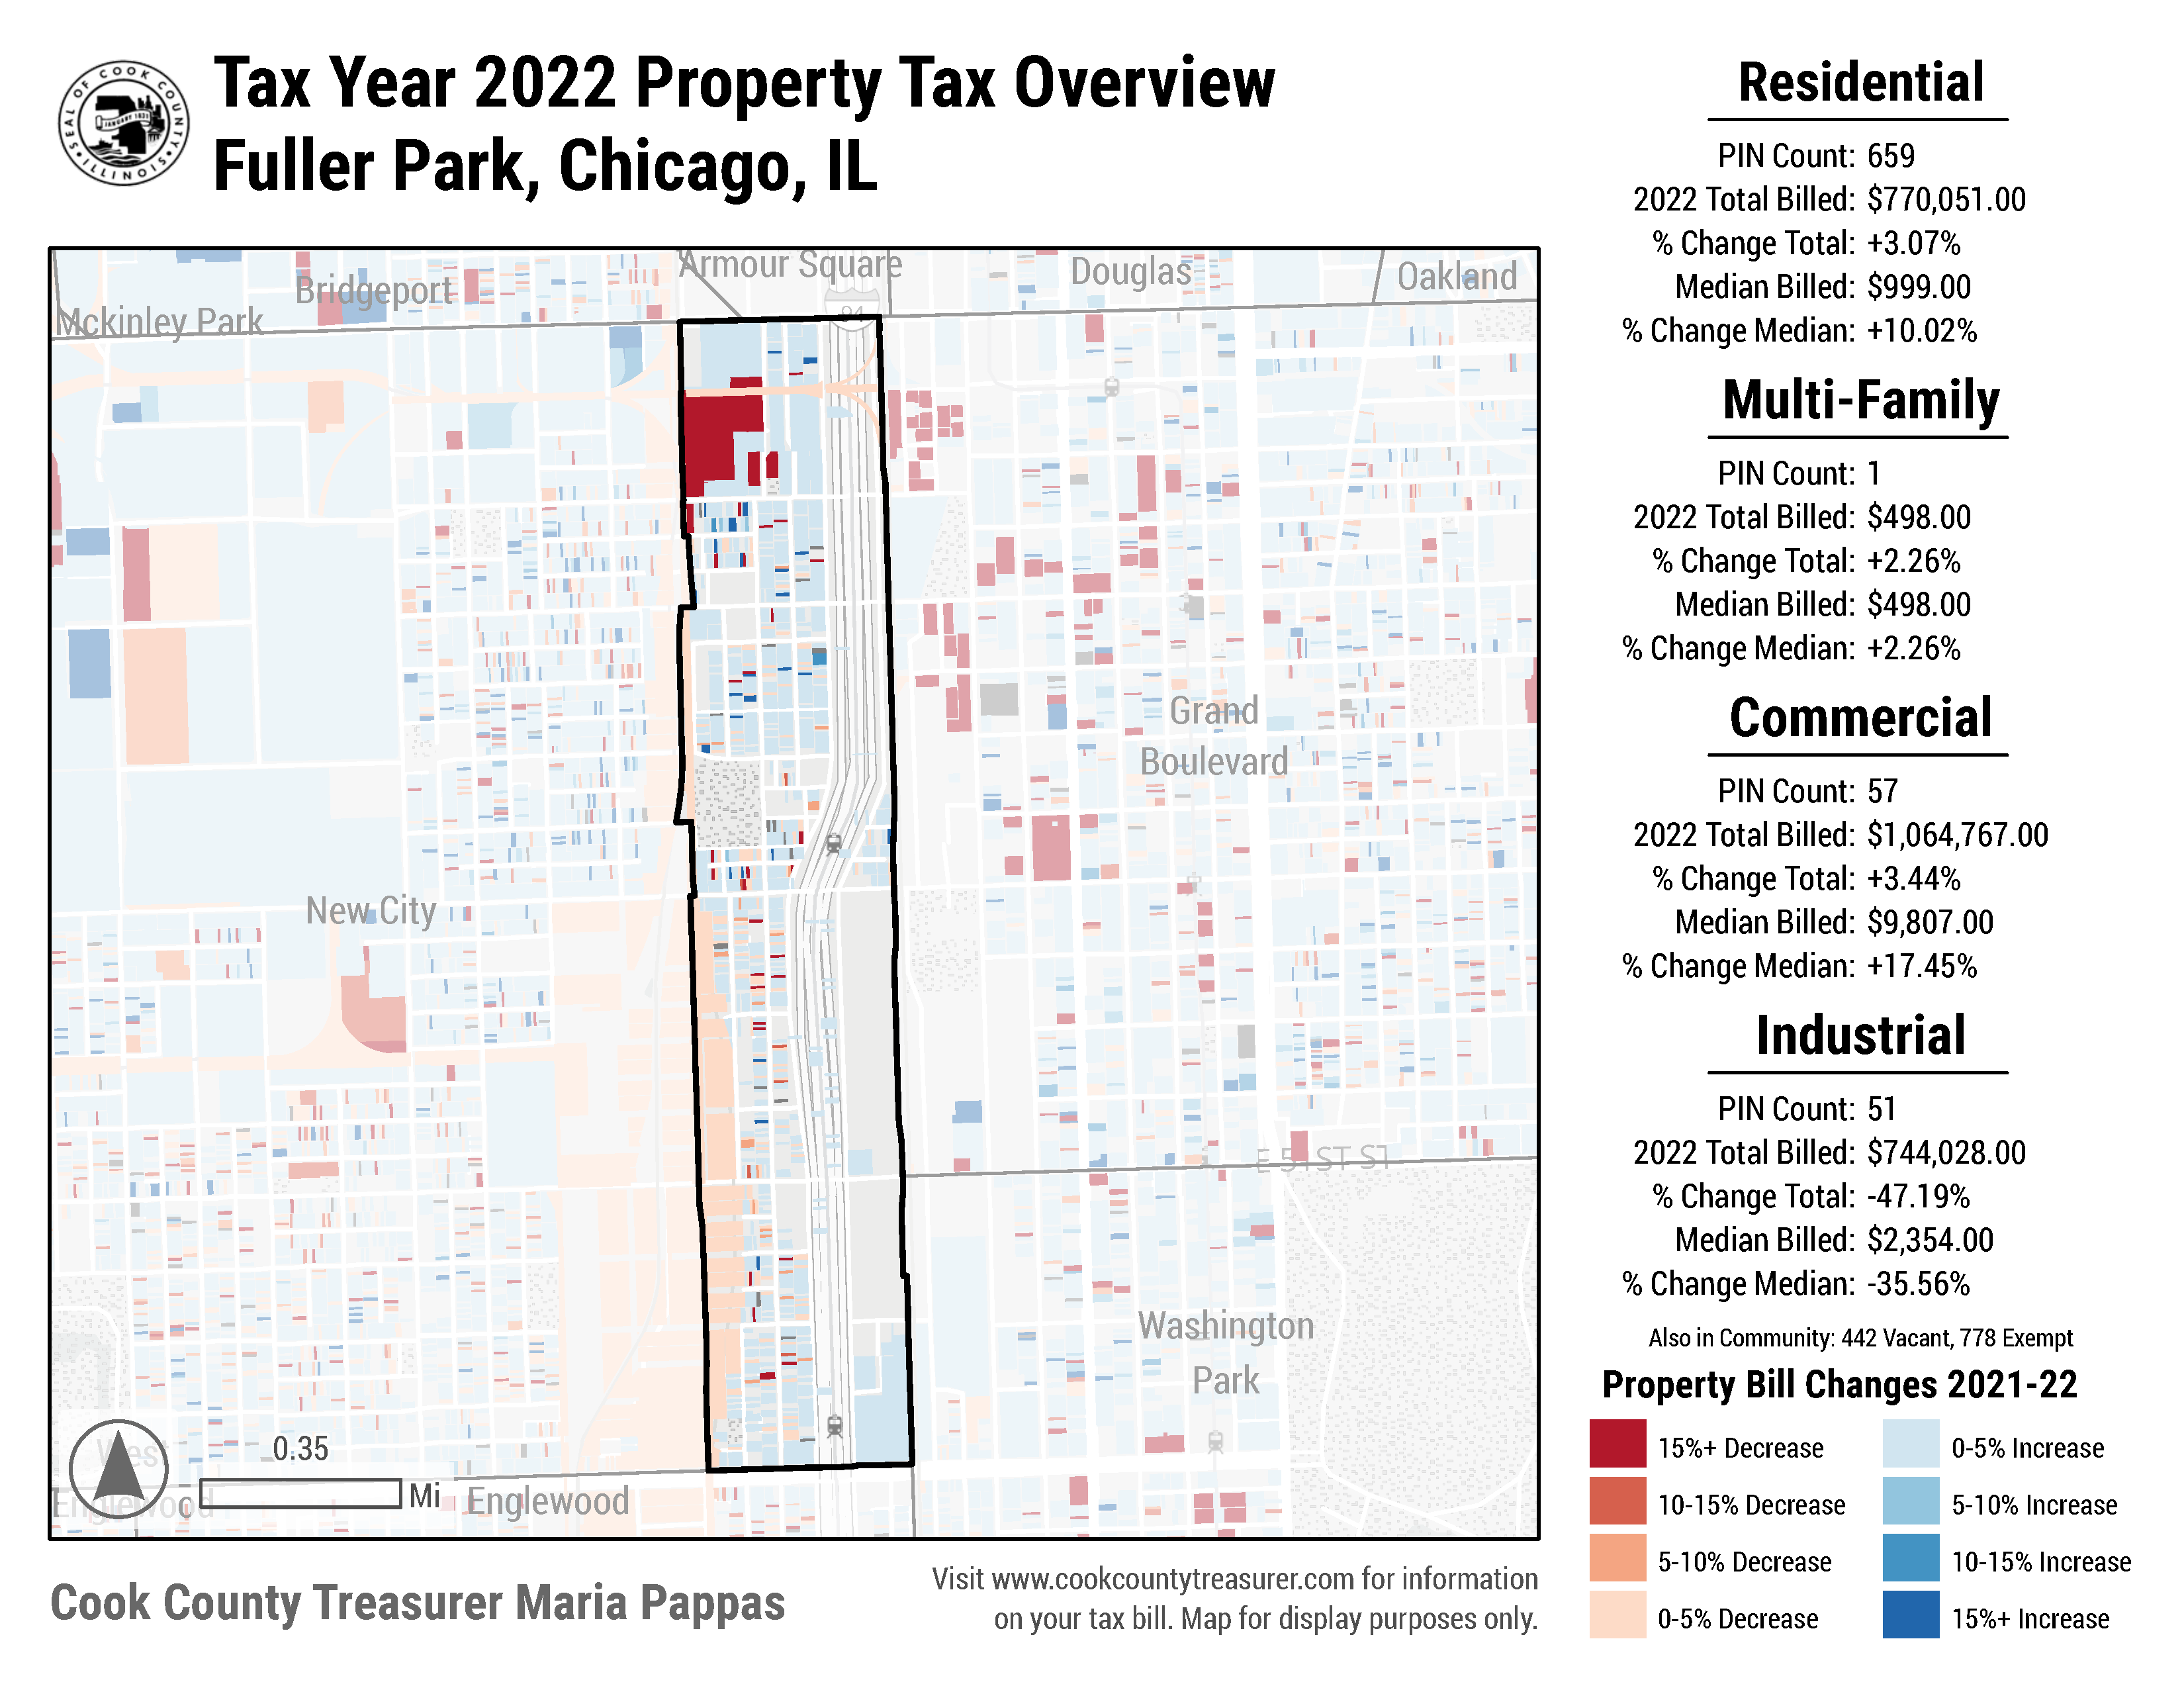 SEAL OF COOK COUNTY
ILLINOIS
JANUARY 1831
Tax Year 2022 Property Tax Overview
Fuller Park, Chicago, IL
Armour Square
Douglas
Oakland
Bridgeport
Mckinley Park
94
Grand
Boulevard
New City
E 51ST ST
Washington
Park
West
Englewood
0.35
0
Mi
Englewood
Cook County Treasurer Maria Pappas
Visit www.cookcountytreasurer.com for information
on your tax bill. Map for display purposes only.
Residential
PIN Count: 659
2022 Total Billed: $770,051.00
% Change Total: +3.07%
Median Billed: $999.00
% Change Median: +10.02%
Multi-Family
PIN Count: 1
2022 Total Billed: $498.00
% Change Total: +2.26%
Median Billed: $498.00
% Change Median: +2.26%
Commercial
PIN Count: 57
2022 Total Billed: $1,064,767.00
% Change Total: +3.44%
Median Billed: $9,807.00
% Change Median: +17.45%
Industrial
PIN Count: 51
2022 Total Billed: $744,028.00
% Change Total: -47.19%
Median Billed: $2,354.00
% Change Median: -35.56%
Also in Community: 442 Vacant, 778 Exempt
Property Bill Changes 2021-22
15%+ Decrease
10-15% Decrease
5-10% Decrease
0-5% Decrease
0-5% Increase
5-10% Increase
10-15% Increase
15%+ Increase